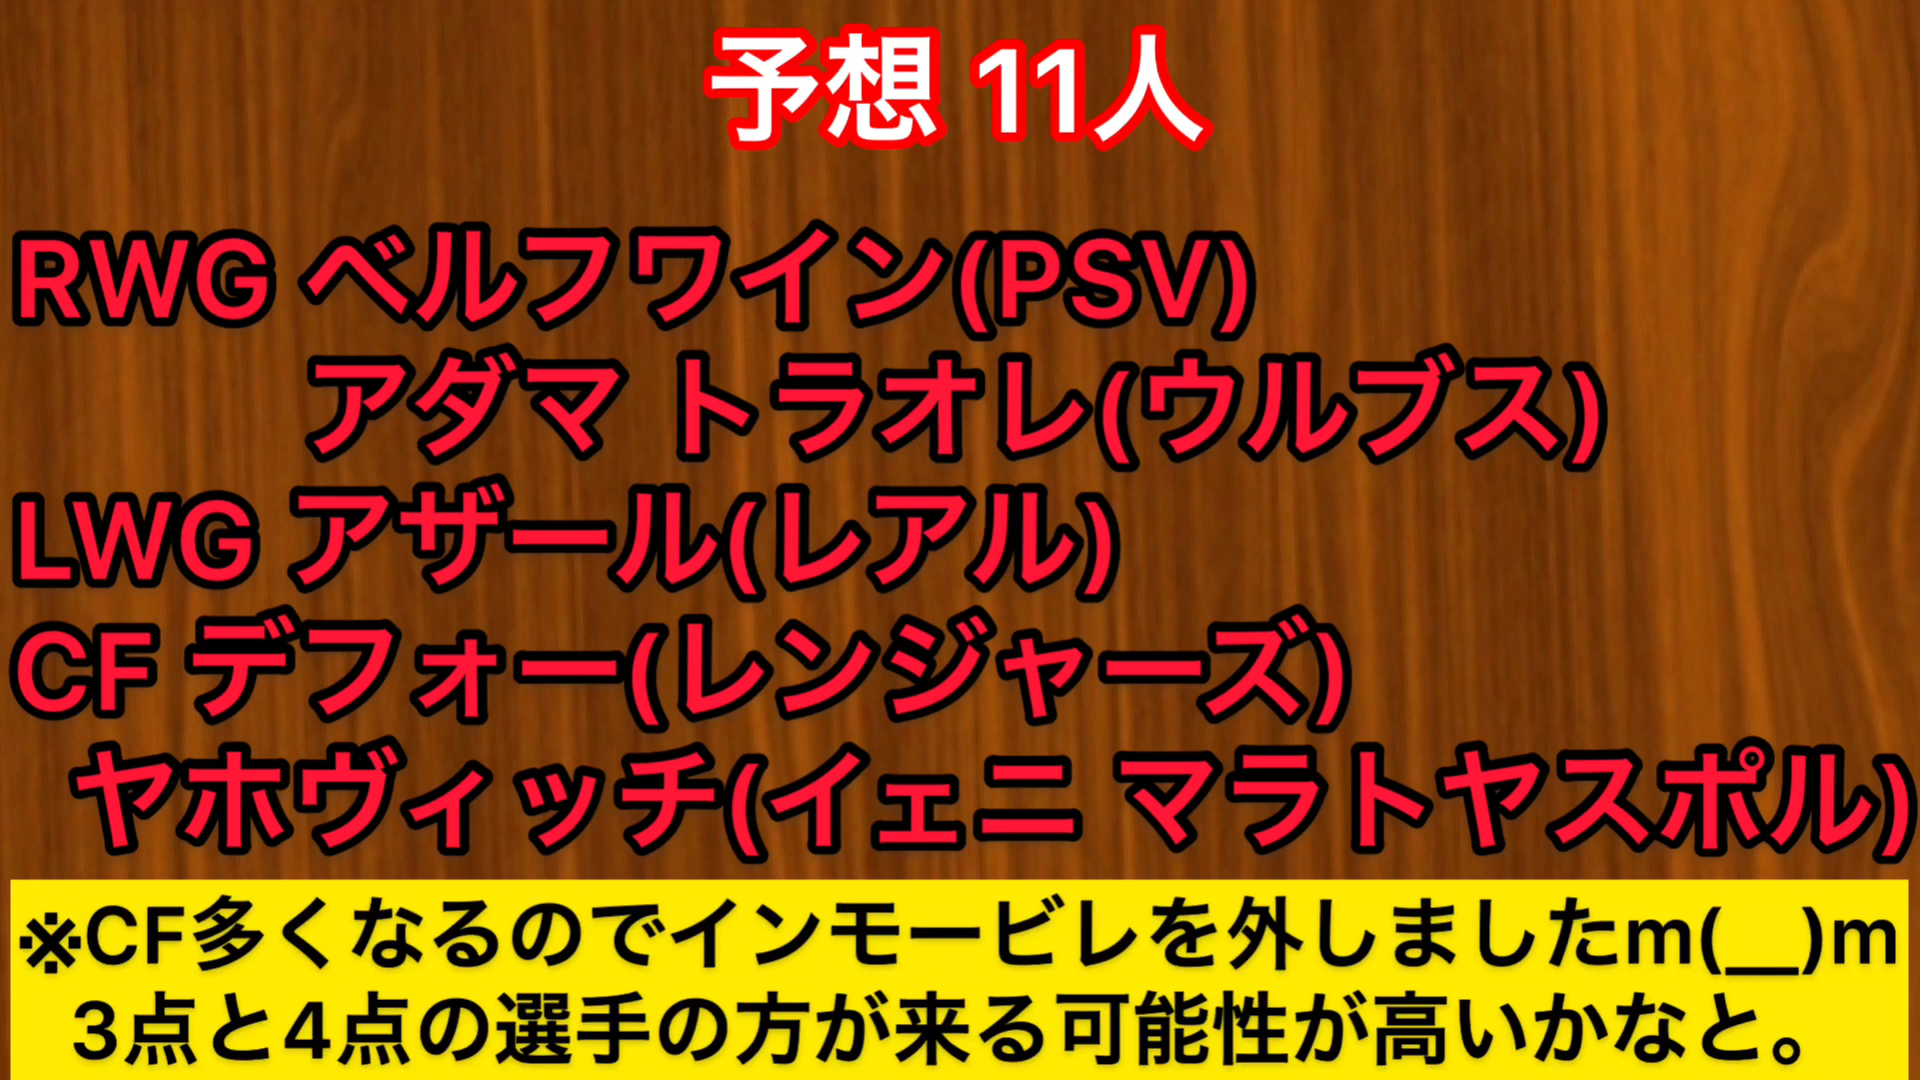 予想 11人
RWG ベルフワイン(PSV)
アダマ トラオレ(ウルブス)
LWG アザール(レアル)
CF デフォー(レンジャーズ)
ヤホヴィッチ(イェニ マラトヤスポル)
※CF多くなるのでインモービレを外しましたm(__)m
3点と4点の選手の方が来る可能性が高いかなと。